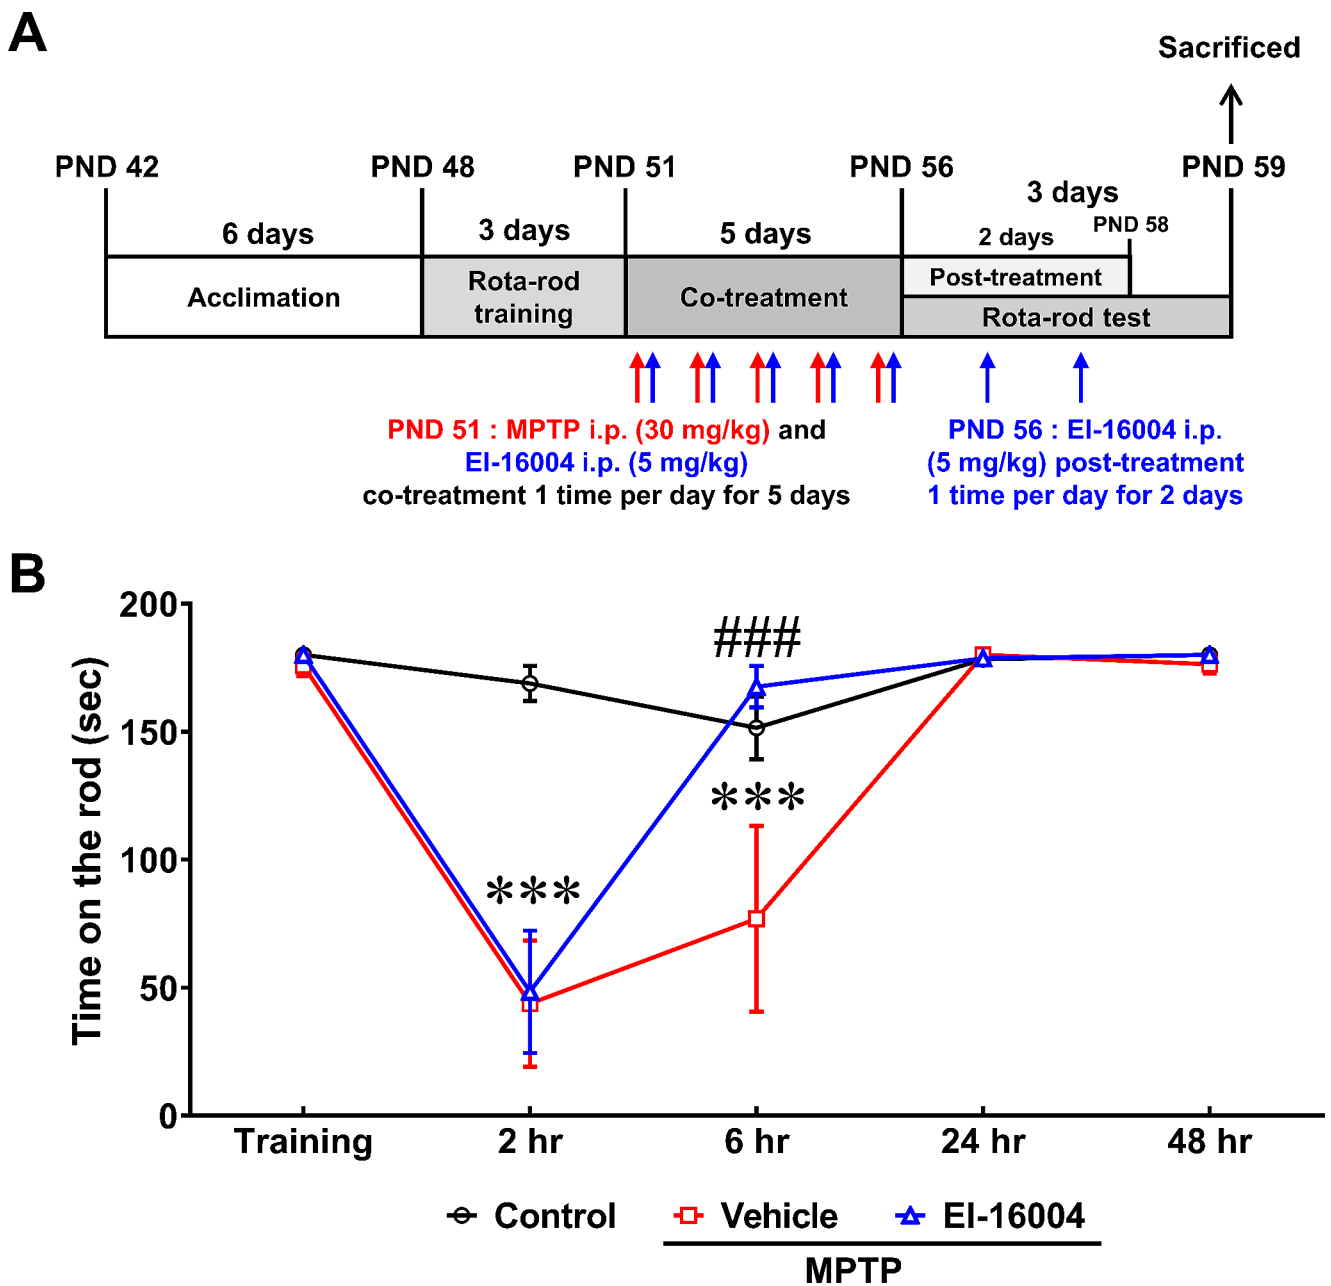 A
Sacrificed
PND 42
PND 48
PND 51
PND 56
PND 59
6 days
3 days
5 days
3 days
2 days
PND 58
Acclimation
Rota-rod
training
Co-treatment
Post-treatment
Rota-rod test
PND 51 : MPTP i.p. (30 mg/kg) and
EI-16004 i.p. (5 mg/kg)
co-treatment 1 time per day for 5 days
PND 56 : EI-16004 i.p.
(5 mg/kg) post-treatment
1 time per day for 2 days
B
Time on the rod (sec)
200
150
100
50
0
###
***
***
Training
2 hr
6 hr
24 hr
48 hr
Control
Vehicle
EI-16004
MPTP